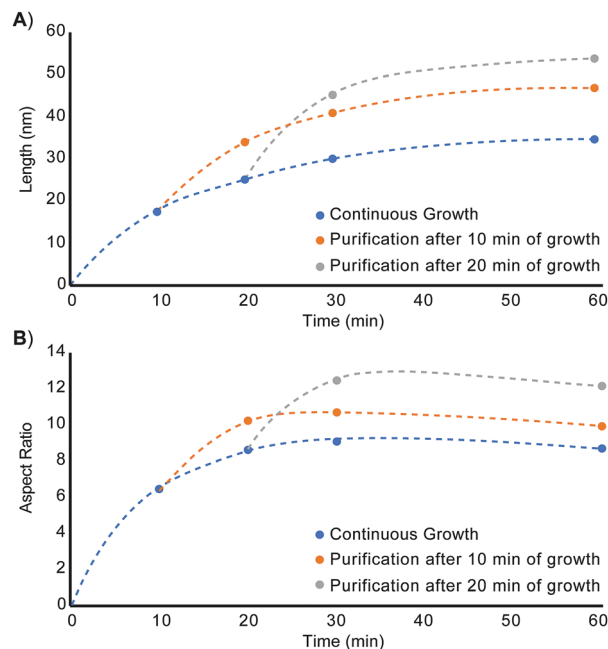 A)
60
50
40
30
20
10
0
Length (nm)
Continuous Growth
Purification after 10 min of growth
Purification after 20 min of growth
0 10 20 30 40 50 60
Time (min)
B)
14
12
10
8
6
4
2
0
Aspect Ratio
Continuous Growth
Purification after 10 min of growth
Purification after 20 min of growth
0 10 20 30 40 50 60
Time (min)